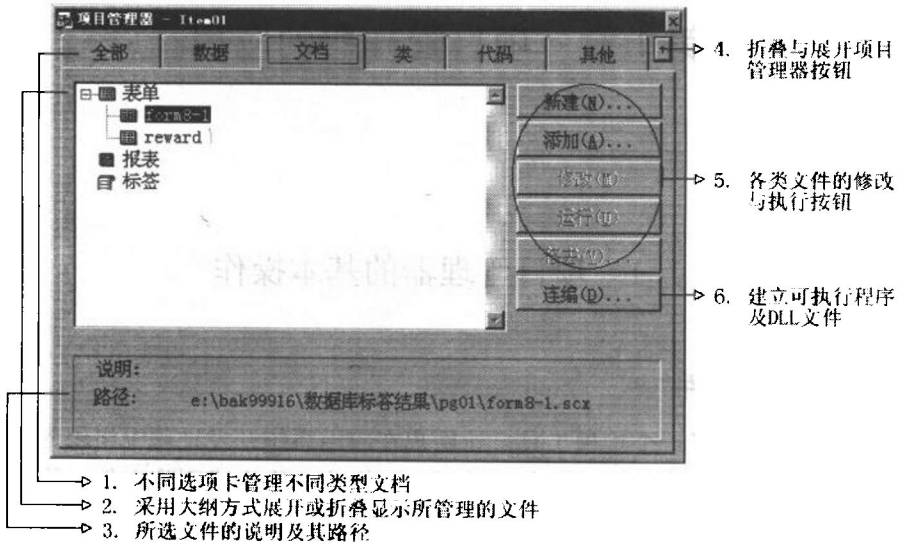 项目管理器 - Item01
全部 数据 文档 类 代码 其他
表单
form8-1
reward
报表
标签
新建(N)...
添加(A)...
修改(M)
运行(U)
移去(V)...
连编(D)...
说明:
路径: e:\bak99916\数据库标答结果\pg01\form8-1.scx
4. 折叠与展开项目
管理器按钮
5. 各类文件的修改
与执行按钮
6. 建立可执行程序
及DLL文件
1. 不同选项卡管理不同类型文档
2. 采用大纲方式展开或折叠显示所管理的文件
3. 所选文件的说明及其路径